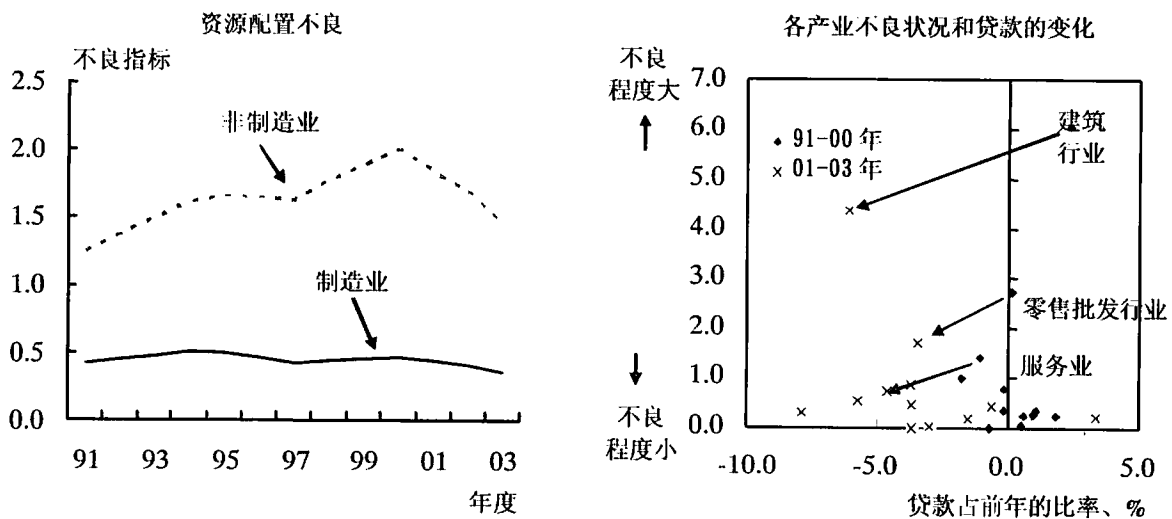 资源配置不良
不良指标
2.5
2.0
1.5
1.0
0.5
0.0
非制造业
制造业
91 93 95 97 99 01 03
年度
各产业不良状况和贷款的变化
不良
程度大
不良
程度小
7.0
6.0
5.0
4.0
3.0
2.0
1.0
0.0
91-00 年
01-03 年
建筑
行业
零售批发行业
服务业
-10.0 -5.0 0.0 5.0
贷款占前年的比率、%